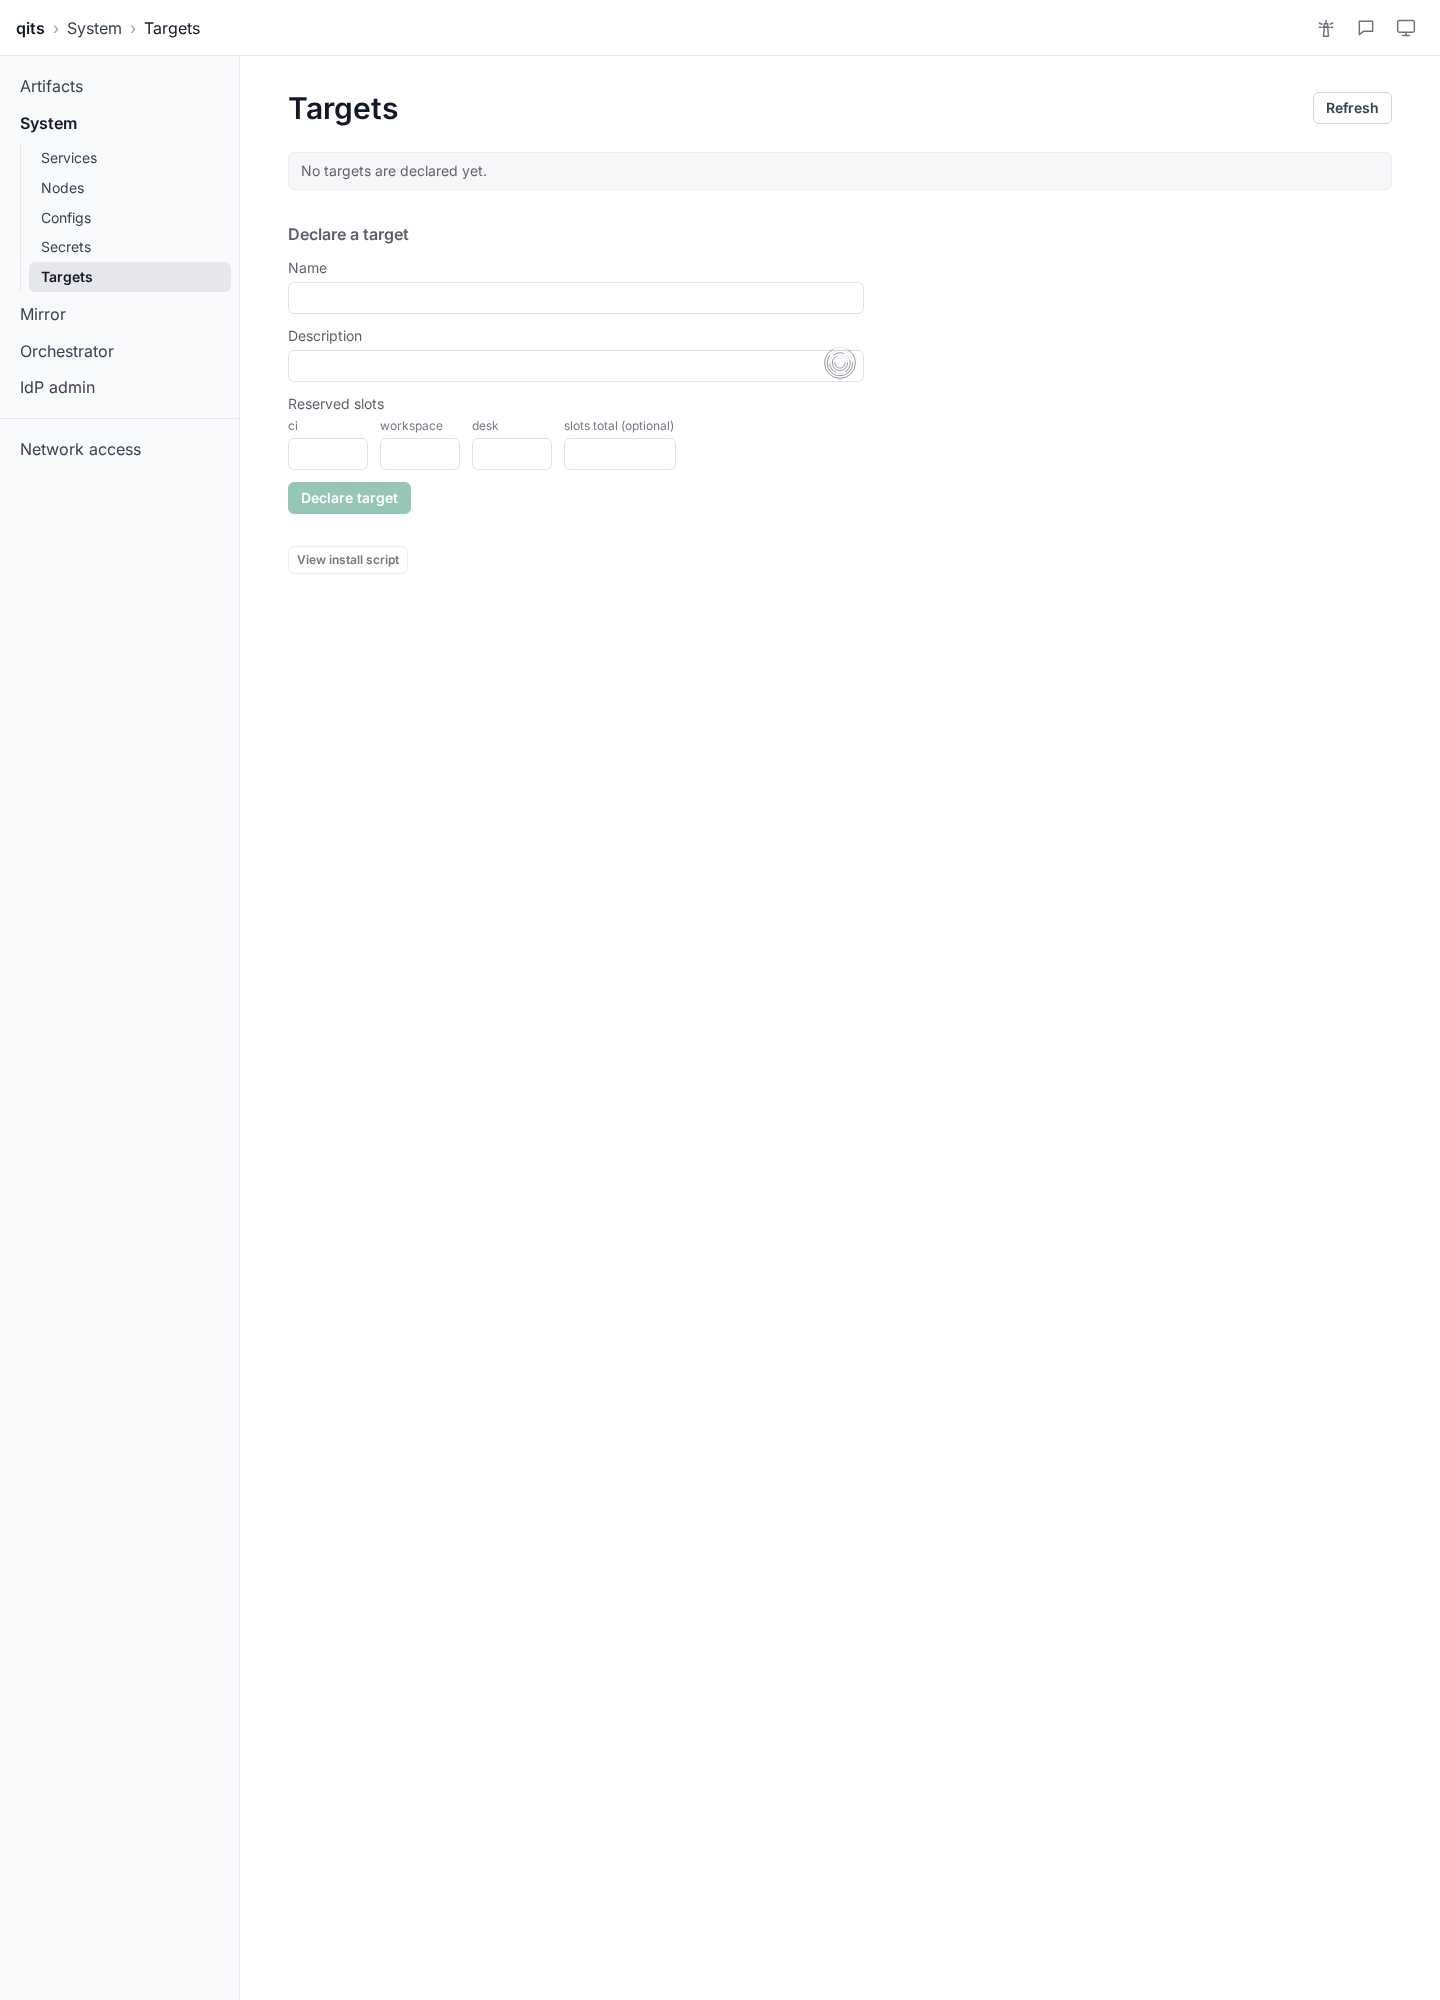 qits › System › Targets
Artifacts
System
Services
Nodes
Configs
Secrets
Targets
Mirror
Orchestrator
IdP admin
Network access
Targets
Refresh
No targets are declared yet.
Declare a target
Name
Description
Reserved slots
ci workspace desk slots total (optional)
Declare target
View install script